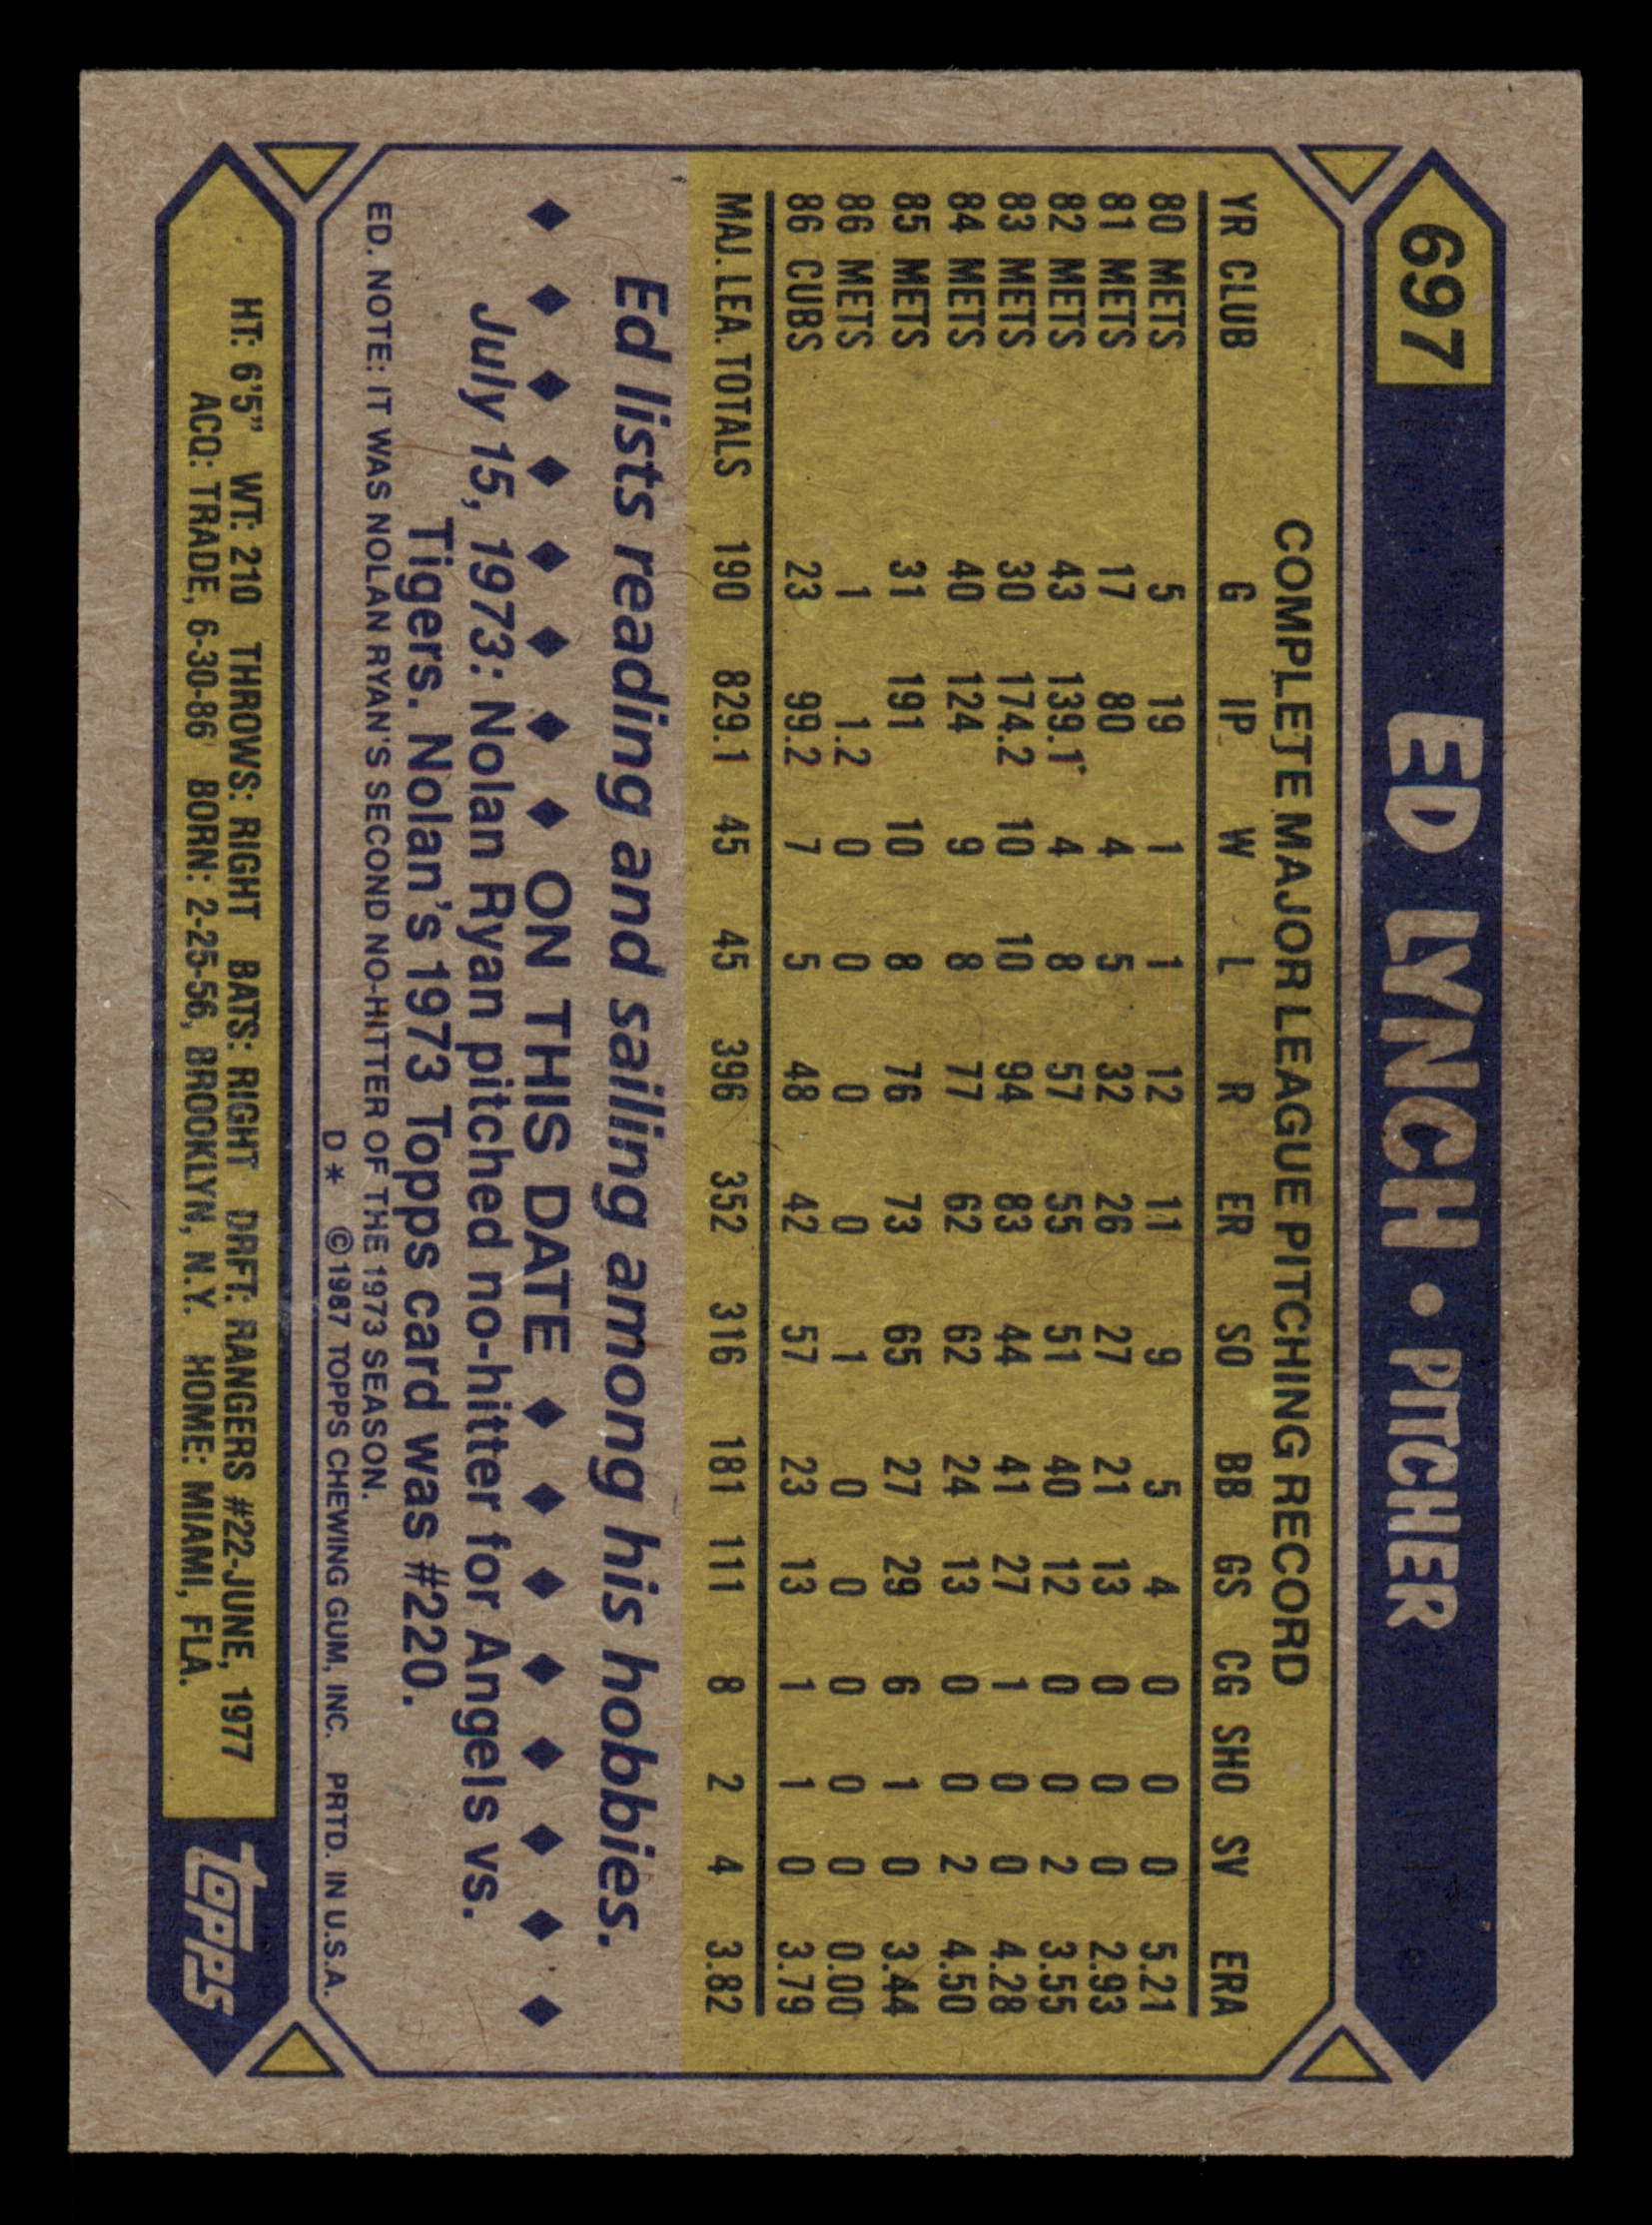 697 ED LYNCH • PITCHER
COMPLETE MAJOR LEAGUE PITCHING RECORD
YR CLUB G IP W L R ER SO BB GS CG SHO SV ERA
80 METS 5 19 1 1 12 11 9 5 4 0 0 0 5.21
81 METS 17 80 4 5 32 26 27 21 13 0 0 0 2.93
82 METS 43 139.1 4 8 57 55 51 40 12 0 0 2 3.55
83 METS 30 174.2 10 10 94 83 44 41 27 1 0 0 4.28
84 METS 40 124 9 8 77 62 62 24 13 0 0 2 4.50
85 METS 31 191 10 8 76 73 65 27 29 6 1 0 3.44
86 METS 1 1.2 0 0 0 0 1 0 0 0 0 0 0.00
86 CUBS 23 99.2 7 5 48 42 57 23 13 1 1 0 3.79
MAJ. LEA. TOTALS 190 829.1 45 45 396 352 316 181 111 8 2 4 3.82
Ed lists reading and sailing among his hobbies.
◆ ◆ ◆ ◆ ◆ ◆ ◆ ◆ ON THIS DATE ◆ ◆ ◆ ◆ ◆ ◆ ◆ ◆
July 15, 1973: Nolan Ryan pitched no-hitter for Angels vs.
Tigers. Nolan's 1973 Topps card was #220.
ED. NOTE: IT WAS NOLAN RYAN'S SECOND NO-HITTER OF THE 1973 SEASON.
D* ©1987 TOPPS CHEWING GUM, INC. PRTD. IN U.S.A.
HT: 6'5" WT: 210 THROWS: RIGHT BATS: RIGHT DRFT: RANGERS #22-JUNE, 1977
ACQ: TRADE, 6-30-86 BORN: 2-25-56, BROOKLYN, N.Y. HOME: MIAMI, FLA.
topps